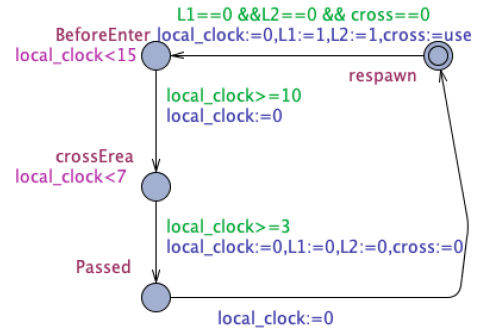 L1==0 &&L2==0 && cross==0
BeforeEnter local_clock:=0,L1:=1,L2:=1,cross:=use
local_clock<15
respawn
local_clock>=10
local_clock:=0
crossErea
local_clock<7
local_clock>=3
local_clock:=0,L1:=0,L2:=0,cross:=0
Passed
local_clock:=0